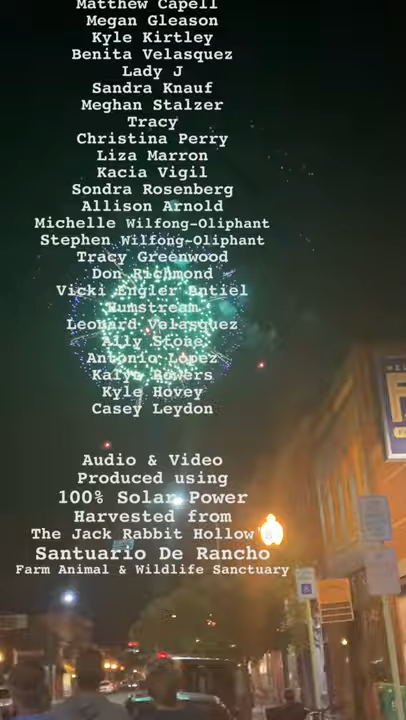 Matthew Capell
Megan Gleason
Kyle Kirtley
Benita Velasquez
Lady J
Sandra Knauf
Meghan Stalzer
Tracy
Christina Perry
Liza Marron
Kacia Vigil
Sondra Rosenberg
Allison Arnold
Michelle Wilfong-Oliphant
Stephen Wilfong-Oliphant
Tracy Greenwood
Don Richmond
Vicki Engler Antiel
Humstream
Leonard Velasquez
Ally Stone
Antonio Lopez
Powers
Kyle Hovey
Casey Leydon
Audio & Video
Produced using
100% Solar Power
Harvested from
The Jack Rabbit Hollow's
Santuario De Rancho
Farm Animal & Wildlife Sanctuary